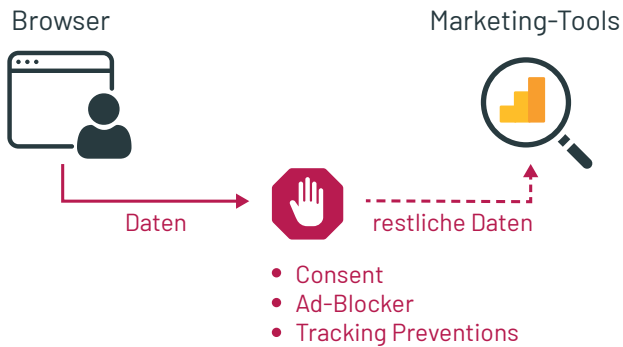 Browser
Marketing-Tools
Daten
restliche Daten
Consent
Ad-Blocker
Tracking Preventions